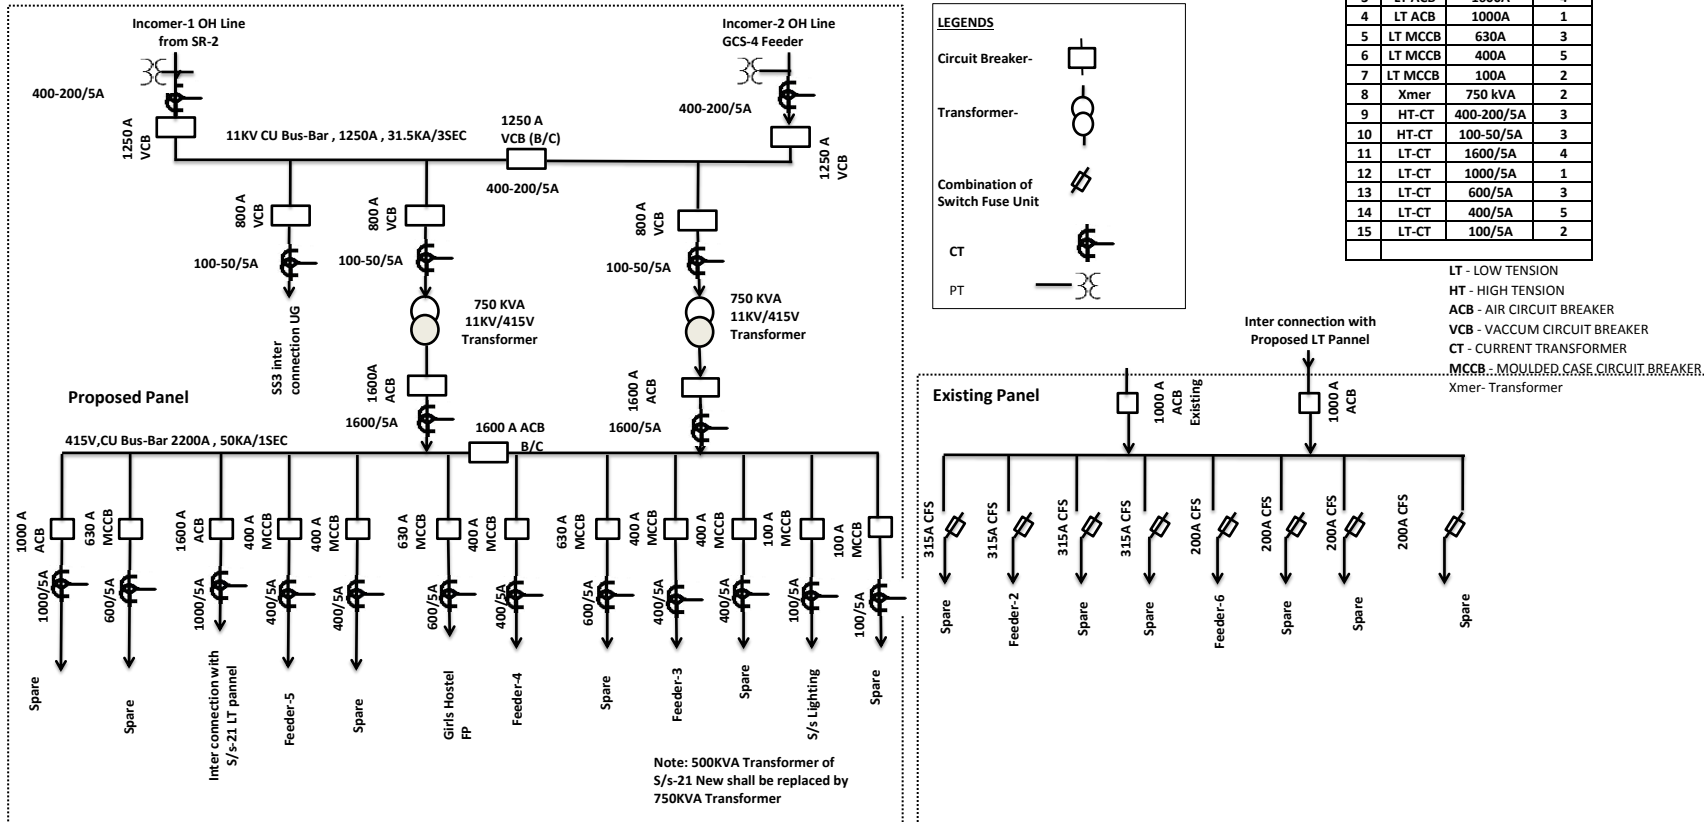 Incomer-1 OH Line
from SR-2
Incomer-2 OH Line
GCS-4 Feeder
400-200/5A
400-200/5A
1250 A
VCB
11KV CU Bus-Bar , 1250A , 31.5KA/3SEC
1250 A
VCB (B/C)
400-200/5A
1250 A
VCB
800 A
VCB
800 A
VCB
800 A
VCB
100-50/5A
100-50/5A
100-50/5A
SS3 inter
connection UG
750 KVA
11KV/415V
Transformer
750 KVA
11KV/415V
Transformer
1600A
ACB
1600 A
ACB
Proposed Panel
1600/5A
1600/5A
1600 A ACB
B/C
415V,CU Bus-Bar 2200A , 50KA/1SEC
1000 A
ACB
630 A
MCCB
1600 A
ACB
400 A
MCCB
400 A
MCCB
630 A
MCCB
400 A
MCCB
630 A
MCCB
400 A
MCCB
400 A
MCCB
100 A
MCCB
100 A
MCCB
1000/5A
600/5A
1000/5A
400/5A
400/5A
600/5A
400/5A
600/5A
400/5A
400/5A
100/5A
100/5A
Spare
Spare
Inter connection with
S/s-21 LT pannel
Feeder-5
Spare
Girls Hostel
FP
Feeder-4
Spare
Feeder-3
Spare
S/s Lighting
Spare
Note: 500KVA Transformer of
S/s-21 New shall be replaced by
750KVA Transformer
LEGENDS
Circuit Breaker-
Transformer-
Combination of
Switch Fuse Unit
CT
PT
4 LT ACB 1000A 1
5 LT MCCB 630A 3
6 LT MCCB 400A 5
7 LT MCCB 100A 2
8 Xmer 750 kVA 2
9 HT-CT 400-200/5A 3
10 HT-CT 100-50/5A 3
11 LT-CT 1600/5A 4
12 LT-CT 1000/5A 1
13 LT-CT 600/5A 3
14 LT-CT 400/5A 5
15 LT-CT 100/5A 2
LT - LOW TENSION
HT - HIGH TENSION
ACB - AIR CIRCUIT BREAKER
VCB - VACCUM CIRCUIT BREAKER
CT - CURRENT TRANSFORMER
MCCB - MOULDED CASE CIRCUIT BREAKER
Xmer- Transformer
Inter connection with
Proposed LT Pannel
Existing Panel
1000 A
ACB
Existing
1000 A
ACB
315A CFS
315A CFS
315A CFS
315A CFS
200A CFS
200A CFS
200A CFS
200A CFS
Spare
Feeder-2
Spare
Spare
Feeder-6
Spare
Spare
Spare